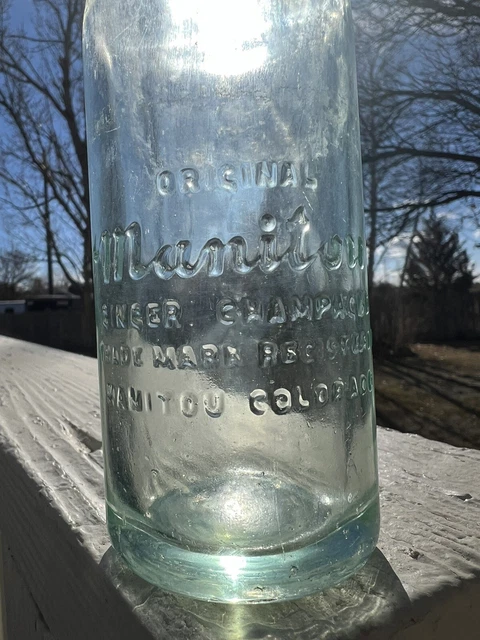 ORIGINAL
Manitou
GINGER CHAMPAGNE
TRADE MARK REGISTERED
MANITOU COLORADO